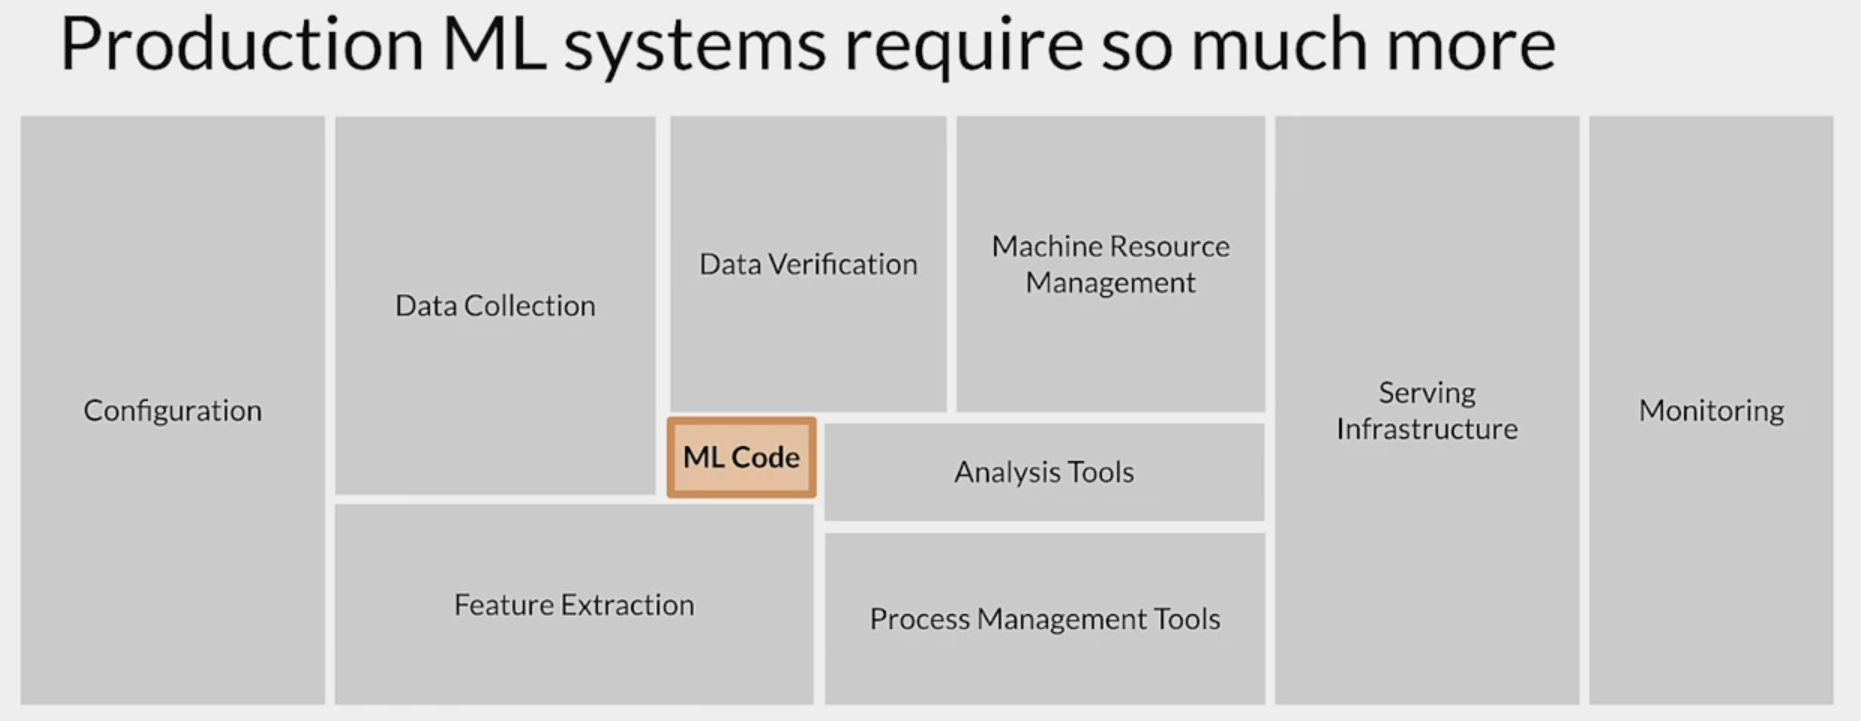 Production ML systems require so much more
Configuration
Data Collection
Data Verification
Machine Resource
Management
ML Code
Analysis Tools
Feature Extraction
Process Management Tools
Serving
Infrastructure
Monitoring